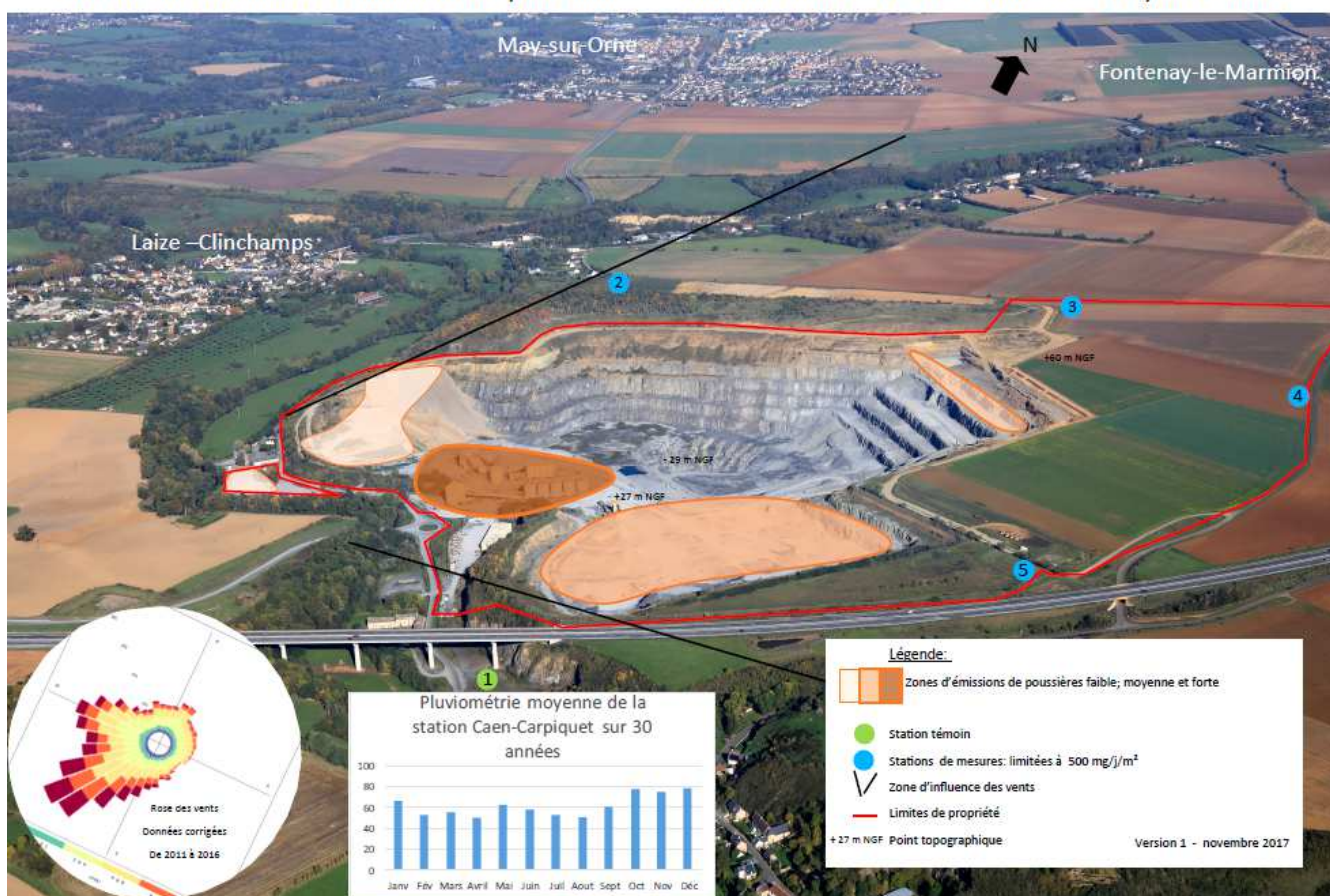 May-sur-Orne
N
Fontenay-le-Marmion
Laize –Clinchamps
2
3
+60 m NGF
4
- 29 m NGF
+27 m NGF
5
1
Légende:
Zones d'émissions de poussières faible; moyenne et forte
Station témoin
Stations de mesures: limitées à 500 mg/j/m²
Zone d'influence des vents
Limites de propriété
+ 27 m NGF Point topographique
Version 1 - novembre 2017
Pluviométrie moyenne de la
station Caen-Carpiquet sur 30
années
100
80
60
40
20
0
Janv Fév Mars Avril Mai Juin Juil Aout Sept Oct Nov Déc
Rose des vents
Données corrigées
De 2011 à 2016